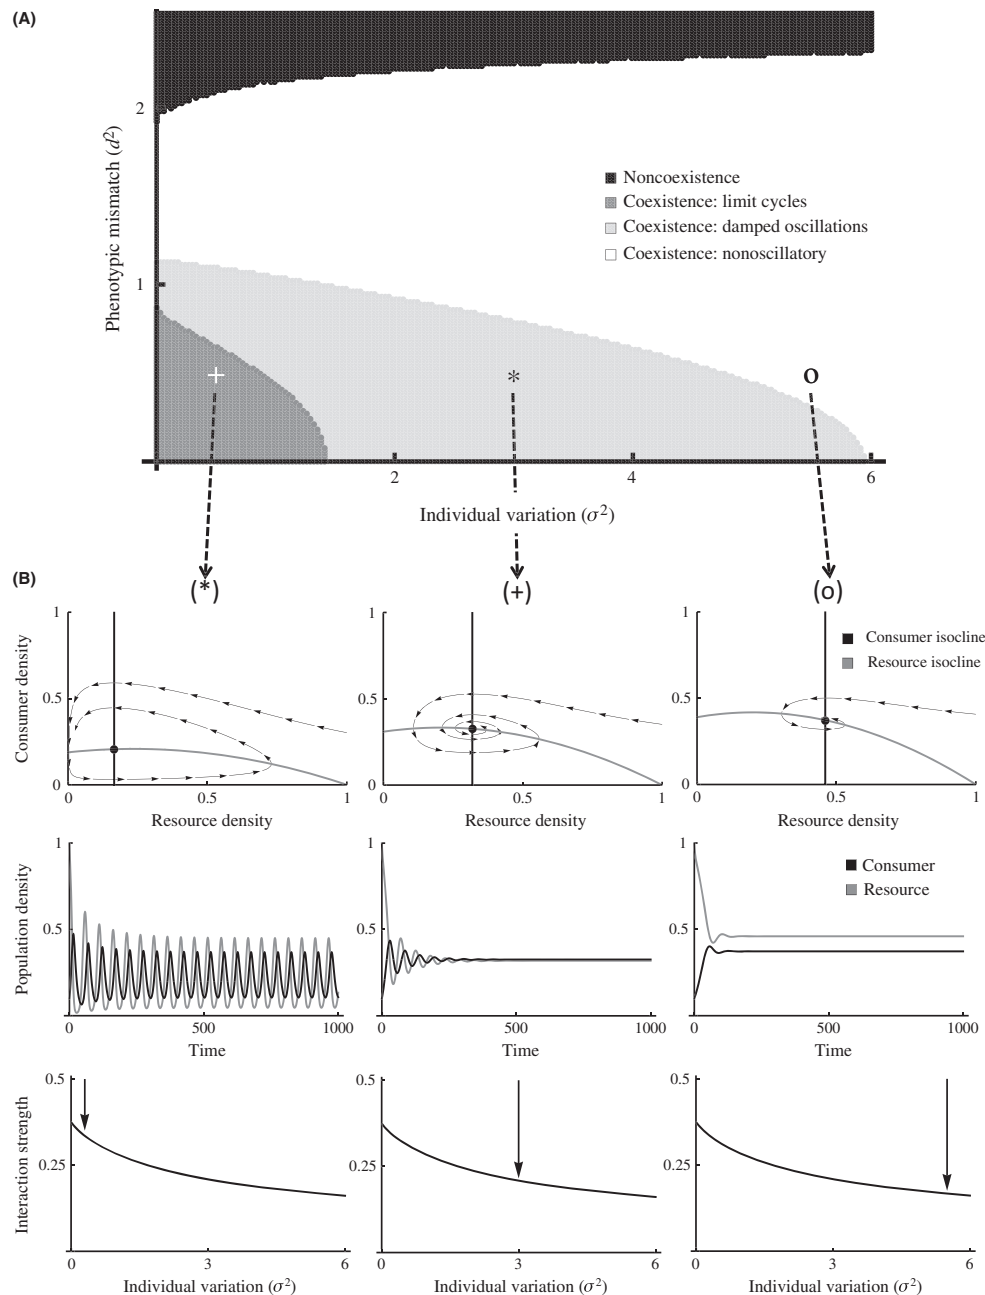 (A)
2
1
Phenotypic mismatch (d²)
Noncoexistence
Coexistence: limit cycles
Coexistence: damped oscillations
Coexistence: nonoscillatory
+
*
o
2
4
6
Individual variation (σ²)
(B)
(*)
(+)
(o)
Consumer density
1
0.5
0
0
0.5
1
Resource density
1
0.5
0
0
0.5
1
Resource density
1
0.5
0
0
0.5
1
Resource density
Consumer isocline
Resource isocline
Population density
1
0.5
0
500
1000
Time
1
0.5
0
500
1000
Time
1
0.5
0
500
1000
Time
Consumer
Resource
Interaction strength
0.5
0.25
0
3
6
Individual variation (σ²)
0.5
0.25
0
3
6
Individual variation (σ²)
0.5
0.25
0
3
6
Individual variation (σ²)